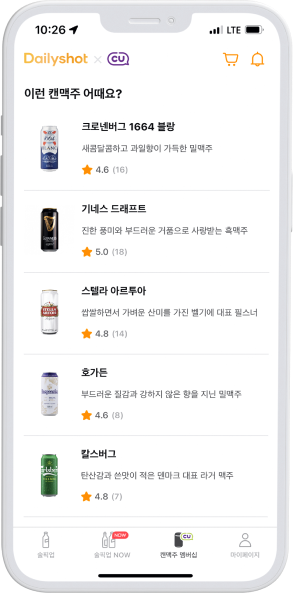 10:26
LTE
Dailyshot × CU
이런 캔맥주 어때요?
크로넨버그 1664 블랑
새콤달콤하고 과일향이 가득한 밀맥주
4.6 (16)
기네스 드래프트
진한 풍미와 부드러운 거품으로 사랑받는 흑맥주
5.0 (18)
스텔라 아르투아
쌉쌀하면서 가벼운 산미를 가진 벨기에 대표 필스너
4.8 (14)
호가든
부드러운 질감과 강하지 않은 향을 지닌 밀맥주
4.6 (8)
칼스버그
탄산감과 쓴맛이 적은 덴마크 대표 라거 맥주
4.8 (7)
NOW
CU
술픽업
술픽업 NOW
캔맥주 멤버십
마이페이지